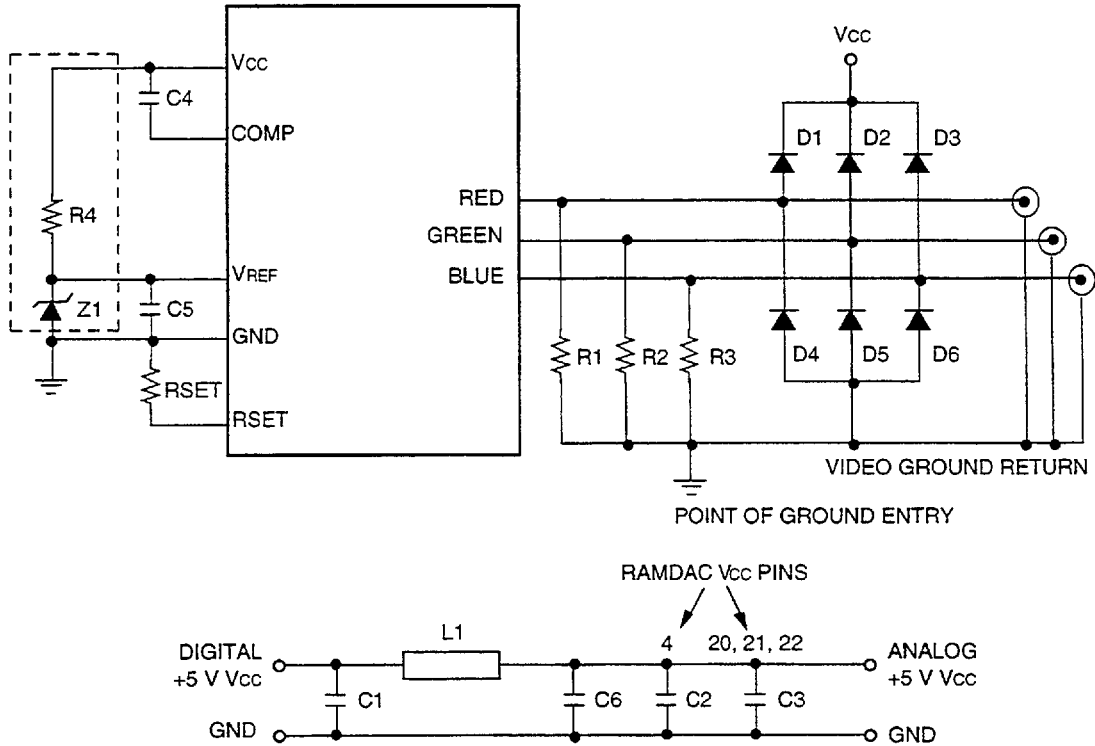 Vcc
Vcc
C4
COMP
D1 D2 D3
RED
R4
GREEN
VREF
BLUE
Z1 C5
GND
R1 R2 R3 D4 D5 D6
RSET
RSET
VIDEO GROUND RETURN
POINT OF GROUND ENTRY
RAMDAC Vcc PINS
L1 4 20, 21, 22
DIGITAL
+5 V Vcc
ANALOG
+5 V Vcc
C1 C6 C2 C3
GND GND